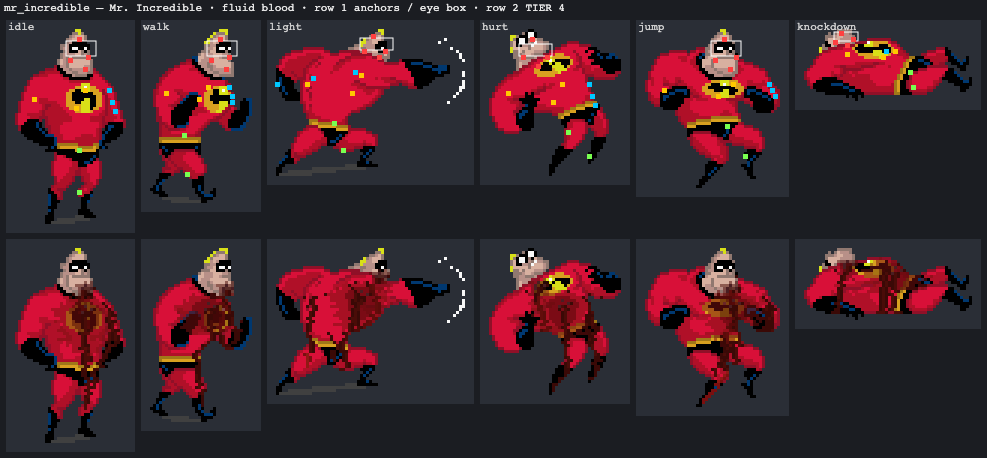 mr_incredible — Mr. Incredible · fluid blood · row 1 anchors / eye box · row 2 TIER 4
idle walk light hurt jump knockdown